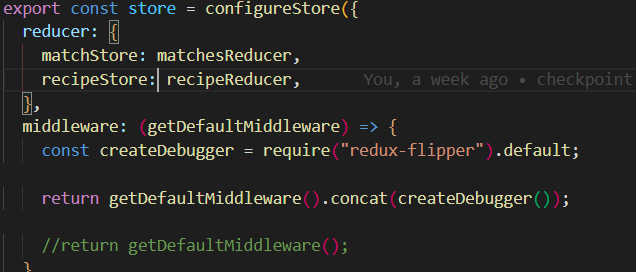 export const store = configureStore({
  reducer: {
    matchStore: matchesReducer,
    recipeStore: recipeReducer,     You, a week ago • checkpoint
  },
  middleware: (getDefaultMiddleware) => {
    const createDebugger = require("redux-flipper").default;
    return getDefaultMiddleware().concat(createDebugger());
    //return getDefaultMiddleware();
  }